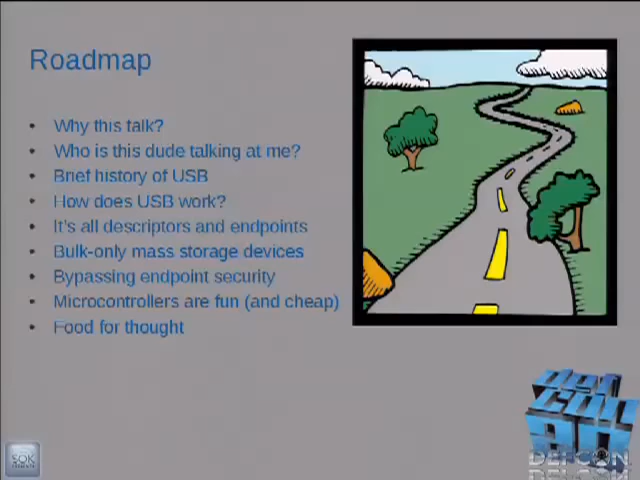 Roadmap
• Why this talk?
• Who is this dude talking at me?
• Brief history of USB
• How does USB work?
• It's all descriptors and endpoints
• Bulk-only mass storage devices
• Bypassing endpoint security
• Microcontrollers are fun (and cheap)
• Food for thought
DEFCON
SOK